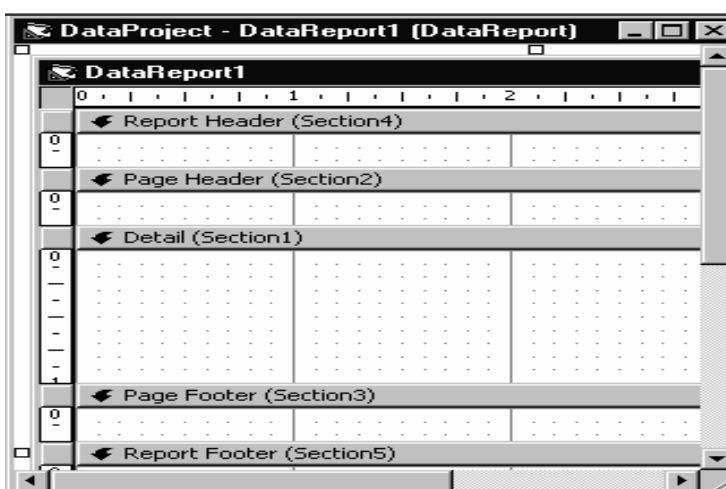 DataProject - DataReport1 (DataReport)
DataReport1
0 1 2
Report Header (Section4)
0
Page Header (Section2)
0
Detail (Section1)
0
1
Page Footer (Section3)
0
Report Footer (Section5)
0